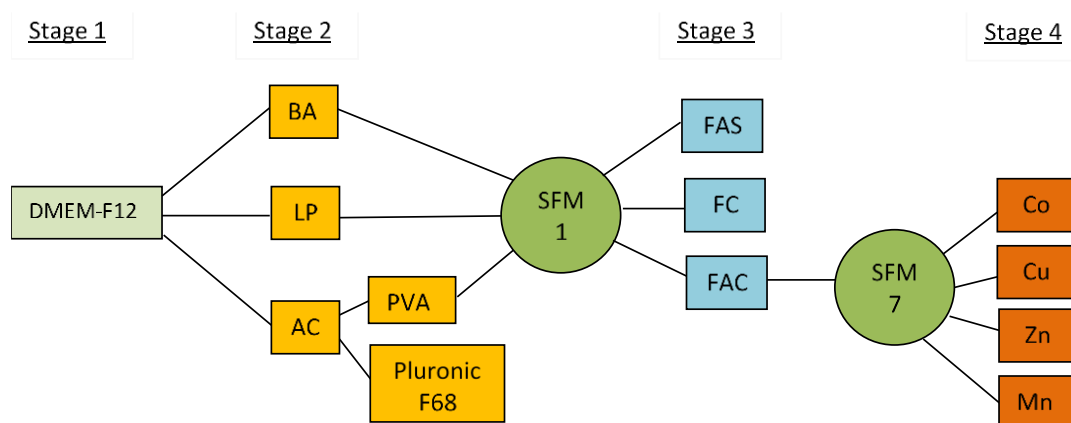 Stage 1
Stage 2
Stage 3
Stage 4
BA
FAS
DMEM-F12
LP
SFM
1
FC
Co
AC
PVA
FAC
SFM
7
Cu
Pluronic
F68
Zn
Mn